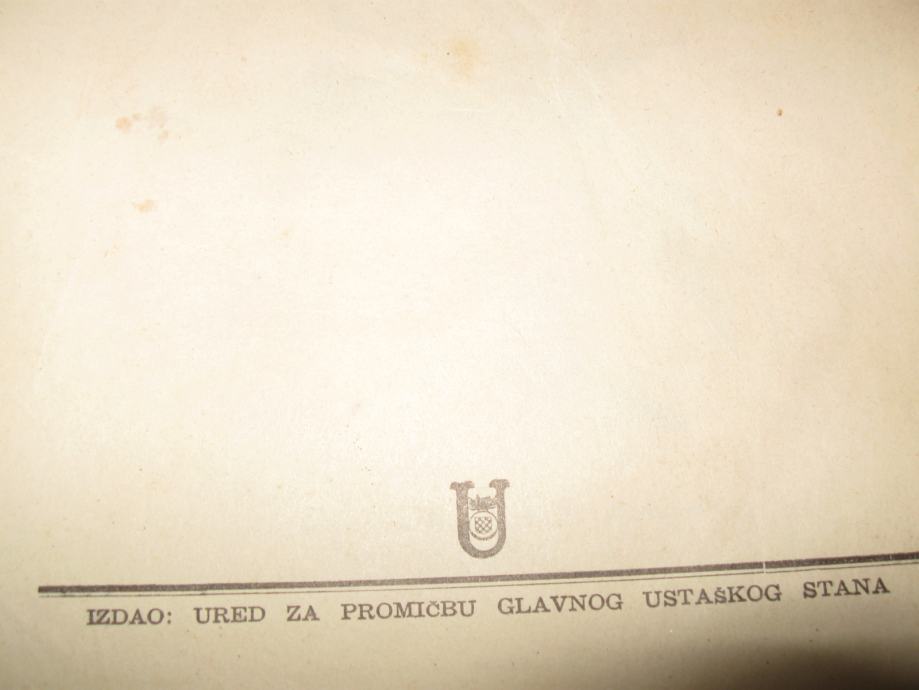 U
IZDAO: URED ZA PROMIČBU GLAVNOG USTAŠKOG STANA